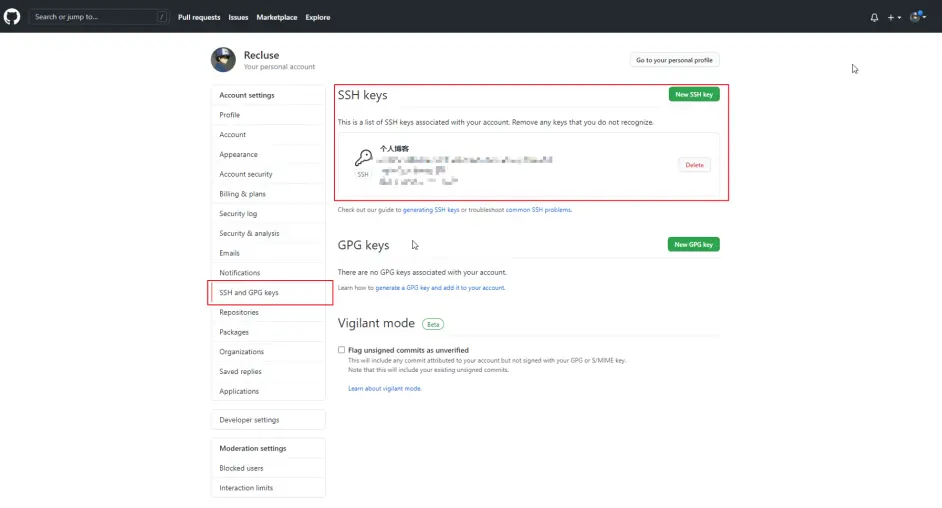 Search or jump to... /
Pull requests Issues Marketplace Explore
Recluse
Your personal account
Go to your personal profile
Account settings
Profile
Account
Appearance
Account security
Billing & plans
Security log
Security & analysis
Emails
Notifications
SSH and GPG keys
Repositories
Packages
Organizations
Saved replies
Applications
Developer settings
Moderation settings
Blocked users
Interaction limits
SSH keys
New SSH key
This is a list of SSH keys associated with your account. Remove any keys that you do not recognize.
个人博客
SSH
Delete
Check out our guide to generating SSH keys or troubleshoot common SSH problems.
GPG keys
New GPG key
There are no GPG keys associated with your account.
Learn how to generate a GPG key and add it to your account.
Vigilant mode Beta
Flag unsigned commits as unverified
This will include any commit attributed to your account but not signed with your GPG or S/MIME key.
Note that this will include your existing unsigned commits.
Learn about vigilant mode.